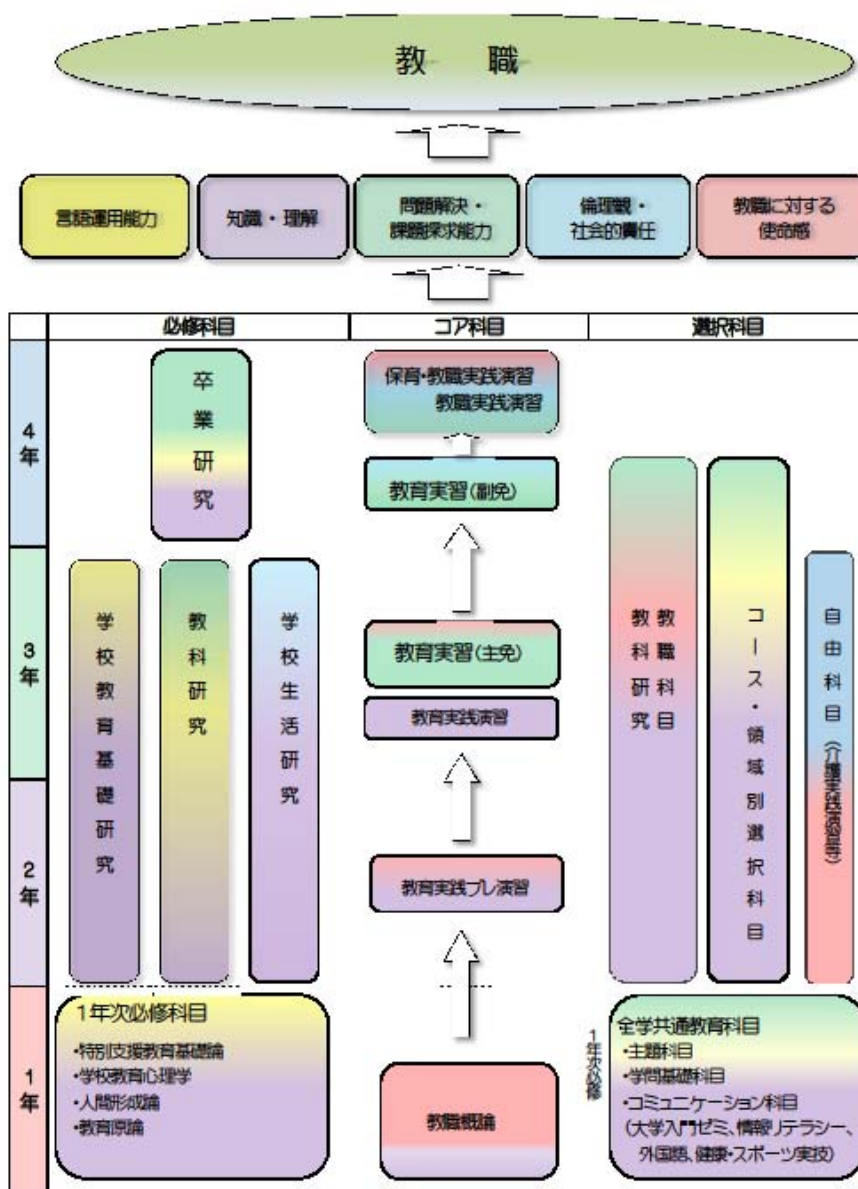 教 職
言語運用能力
知識・理解
問題解決・
課題探求能力
倫理観・
社会的責任
教職に対する
使命感
必修科目
コア科目
選択科目
4年
卒業研究
保育・教職実践演習
教職実践演習
教育実習(副免)
3年
学校教育基礎研究
教科研究
学校生活研究
教育実習(主免)
教育実践演習
教職科目
教科研究
コース・領域別選択科目
自由科目(介護実践演習等)
2年
教育実践プレ演習
1年
1年次必修科目
・特別支援教育基礎論
・学校教育心理学
・人間形成論
・教育原論
教職概論
1年次必修
全学共通教育科目
・主題科目
・学問基礎科目
・コミュニケーション科目
(大学入門ゼミ、情報リテラシー、
外国語、健康・スポーツ実技)